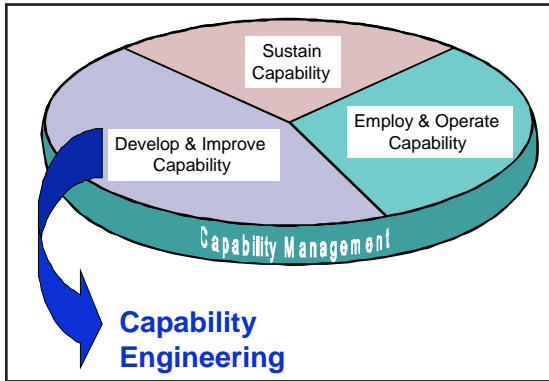 Sustain
Capability
Employ & Operate
Capability
Develop & Improve
Capability
Capability Management
Capability
Engineering